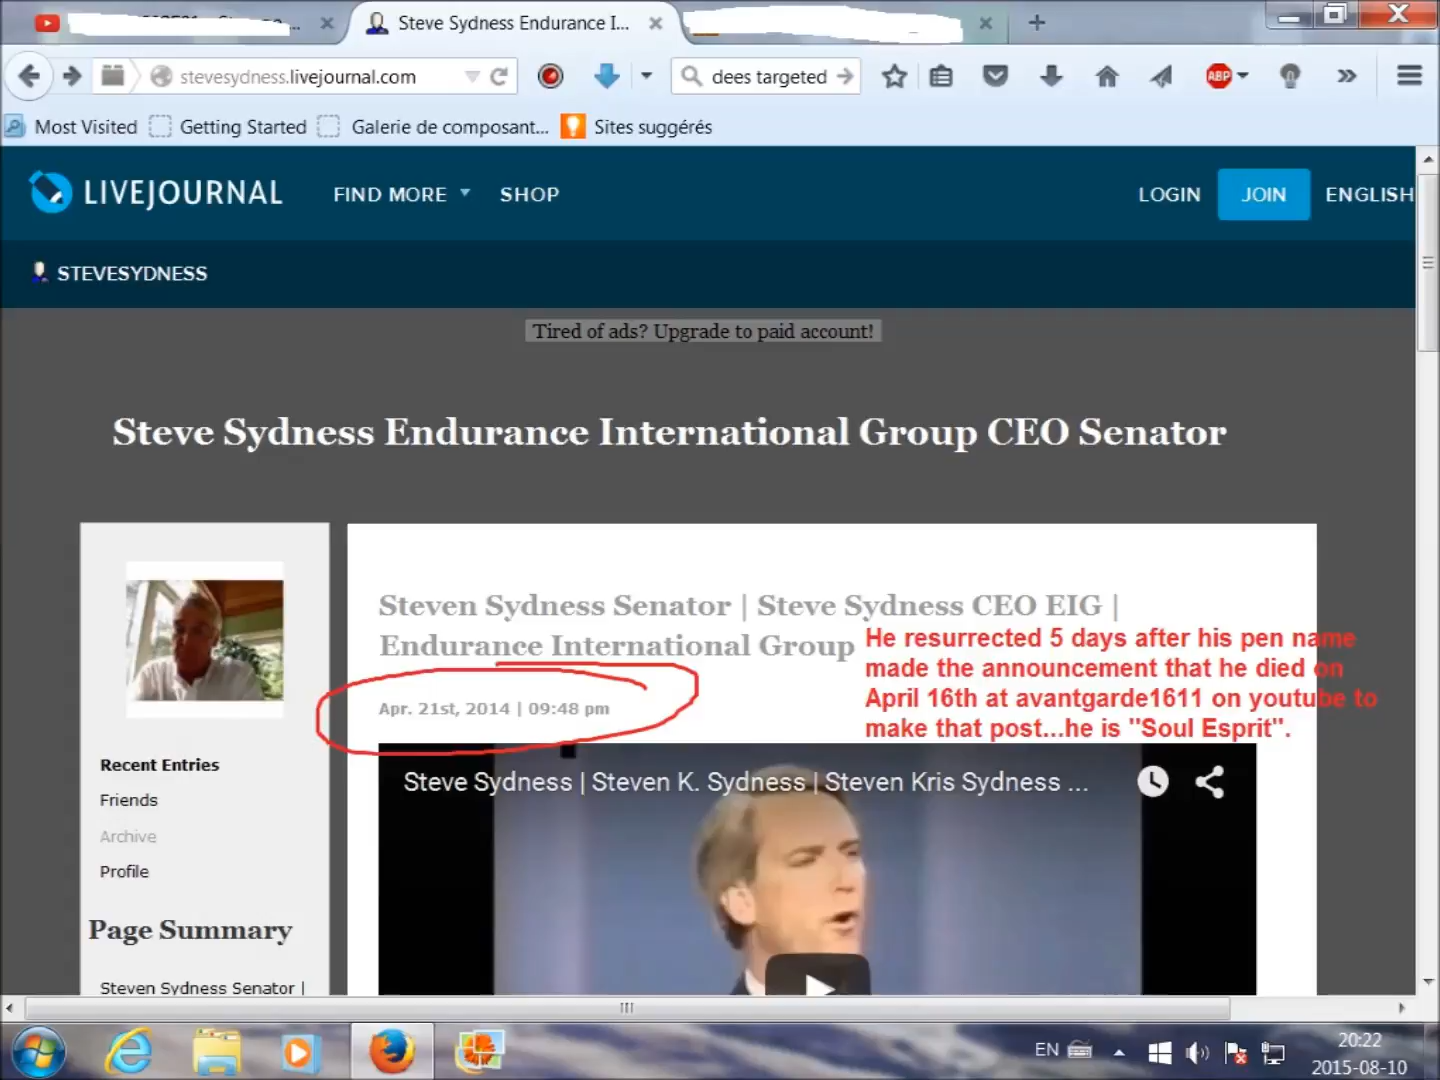 Steve Sydness Endurance I...
stevesydness.livejournal.com
dees targeted
ABP
Most Visited
Getting Started
Galerie de composant...
Sites suggérés
LIVEJOURNAL
FIND MORE
SHOP
LOGIN
JOIN
ENGLISH
STEVESYDNESS
Tired of ads? Upgrade to paid account!
Steve Sydness Endurance International Group CEO Senator
Recent Entries
Friends
Archive
Profile
Page Summary
Steven Sydness Senator |
Steven Sydness Senator | Steve Sydness CEO EIG |
Endurance International Group
Apr. 21st, 2014 | 09:48 pm
He resurrected 5 days after his pen name
made the announcement that he died on
April 16th at avantgarde1611 on youtube to
make that post...he is "Soul Esprit".
Steve Sydness | Steven K. Sydness | Steven Kris Sydness ...
EN
20:22
2015-08-10